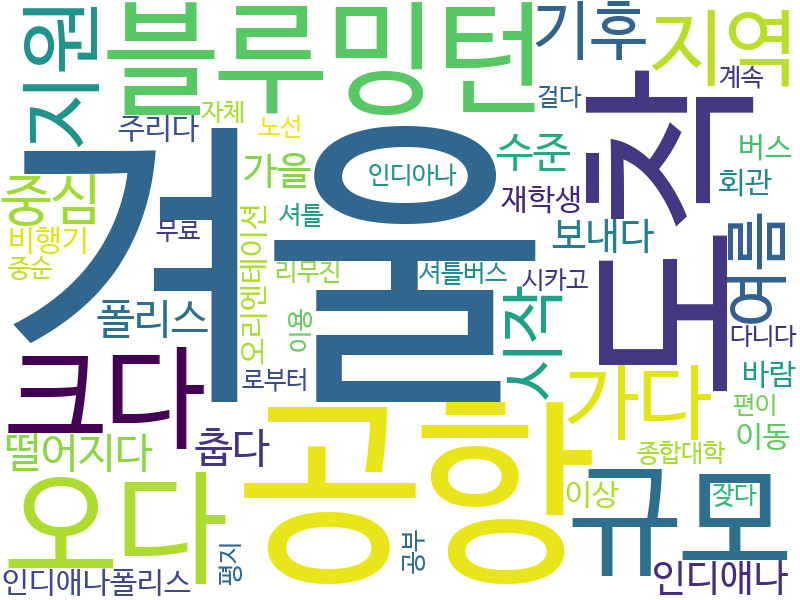 지원
블루밍턴
기후
지역
걸다
계속
자체
노선
주리다
겨울
도착
수준
버스
가을
인디아나
회관
중심
재학생
셔틀
무료
오리엔테이션
비행기
보내다
여름
중순
리무진
셔틀버스
시카고
폴리스
이용
시작
다니다
크다
로부터
바람
가다
편이
공항
떨어지다
춥다
이동
종합대학
오다
규모
이상
잦다
평지
공부
인디애나폴리스
인디애나